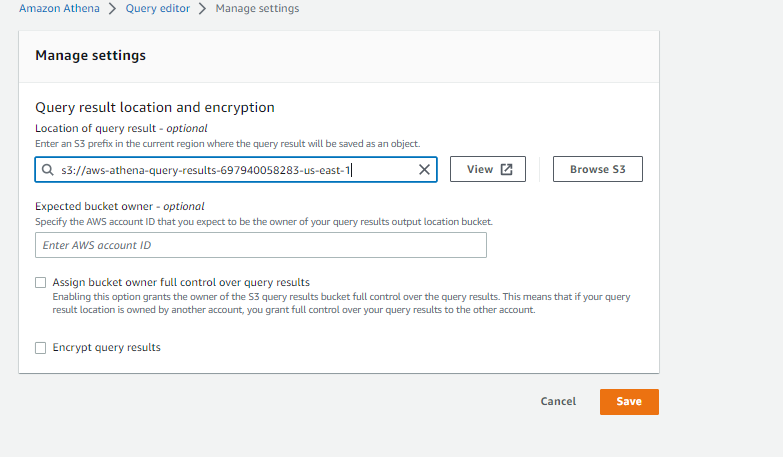 Amazon Athena > Query editor > Manage settings
Manage settings
Query result location and encryption
Location of query result - optional
Enter an S3 prefix in the current region where the query result will be saved as an object.
s3://aws-athena-query-results-697940058283-us-east-1
View
Browse S3
Expected bucket owner - optional
Specify the AWS account ID that you expect to be the owner of your query results output location bucket.
Enter AWS account ID
Assign bucket owner full control over query results
Enabling this option grants the owner of the S3 query results bucket full control over the query results. This means that if your query
result location is owned by another account, you grant full control over your query results to the other account.
Encrypt query results
Cancel
Save